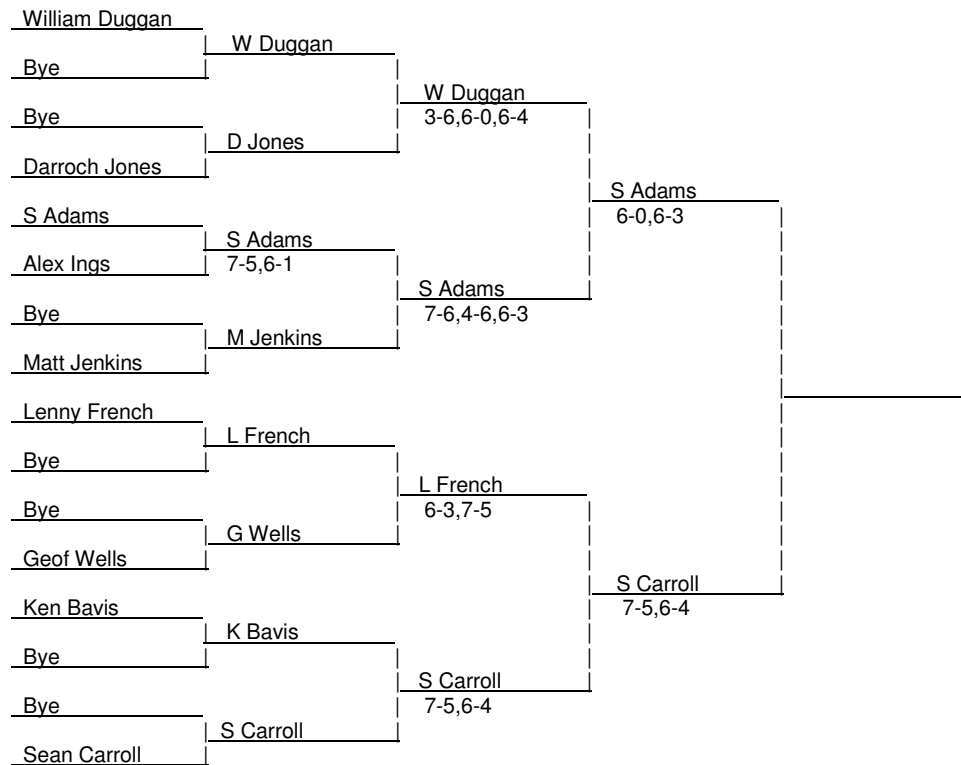 William Duggan
W Duggan
Bye
W Duggan
3-6,6-0,6-4
Bye
D Jones
Darroch Jones
S Adams
6-0,6-3
S Adams
S Adams
7-5,6-1
Alex Ings
S Adams
7-6,4-6,6-3
Bye
M Jenkins
Matt Jenkins
Lenny French
L French
Bye
L French
6-3,7-5
Bye
G Wells
Geof Wells
S Carroll
7-5,6-4
Ken Bavis
K Bavis
Bye
S Carroll
7-5,6-4
Bye
S Carroll
Sean Carroll